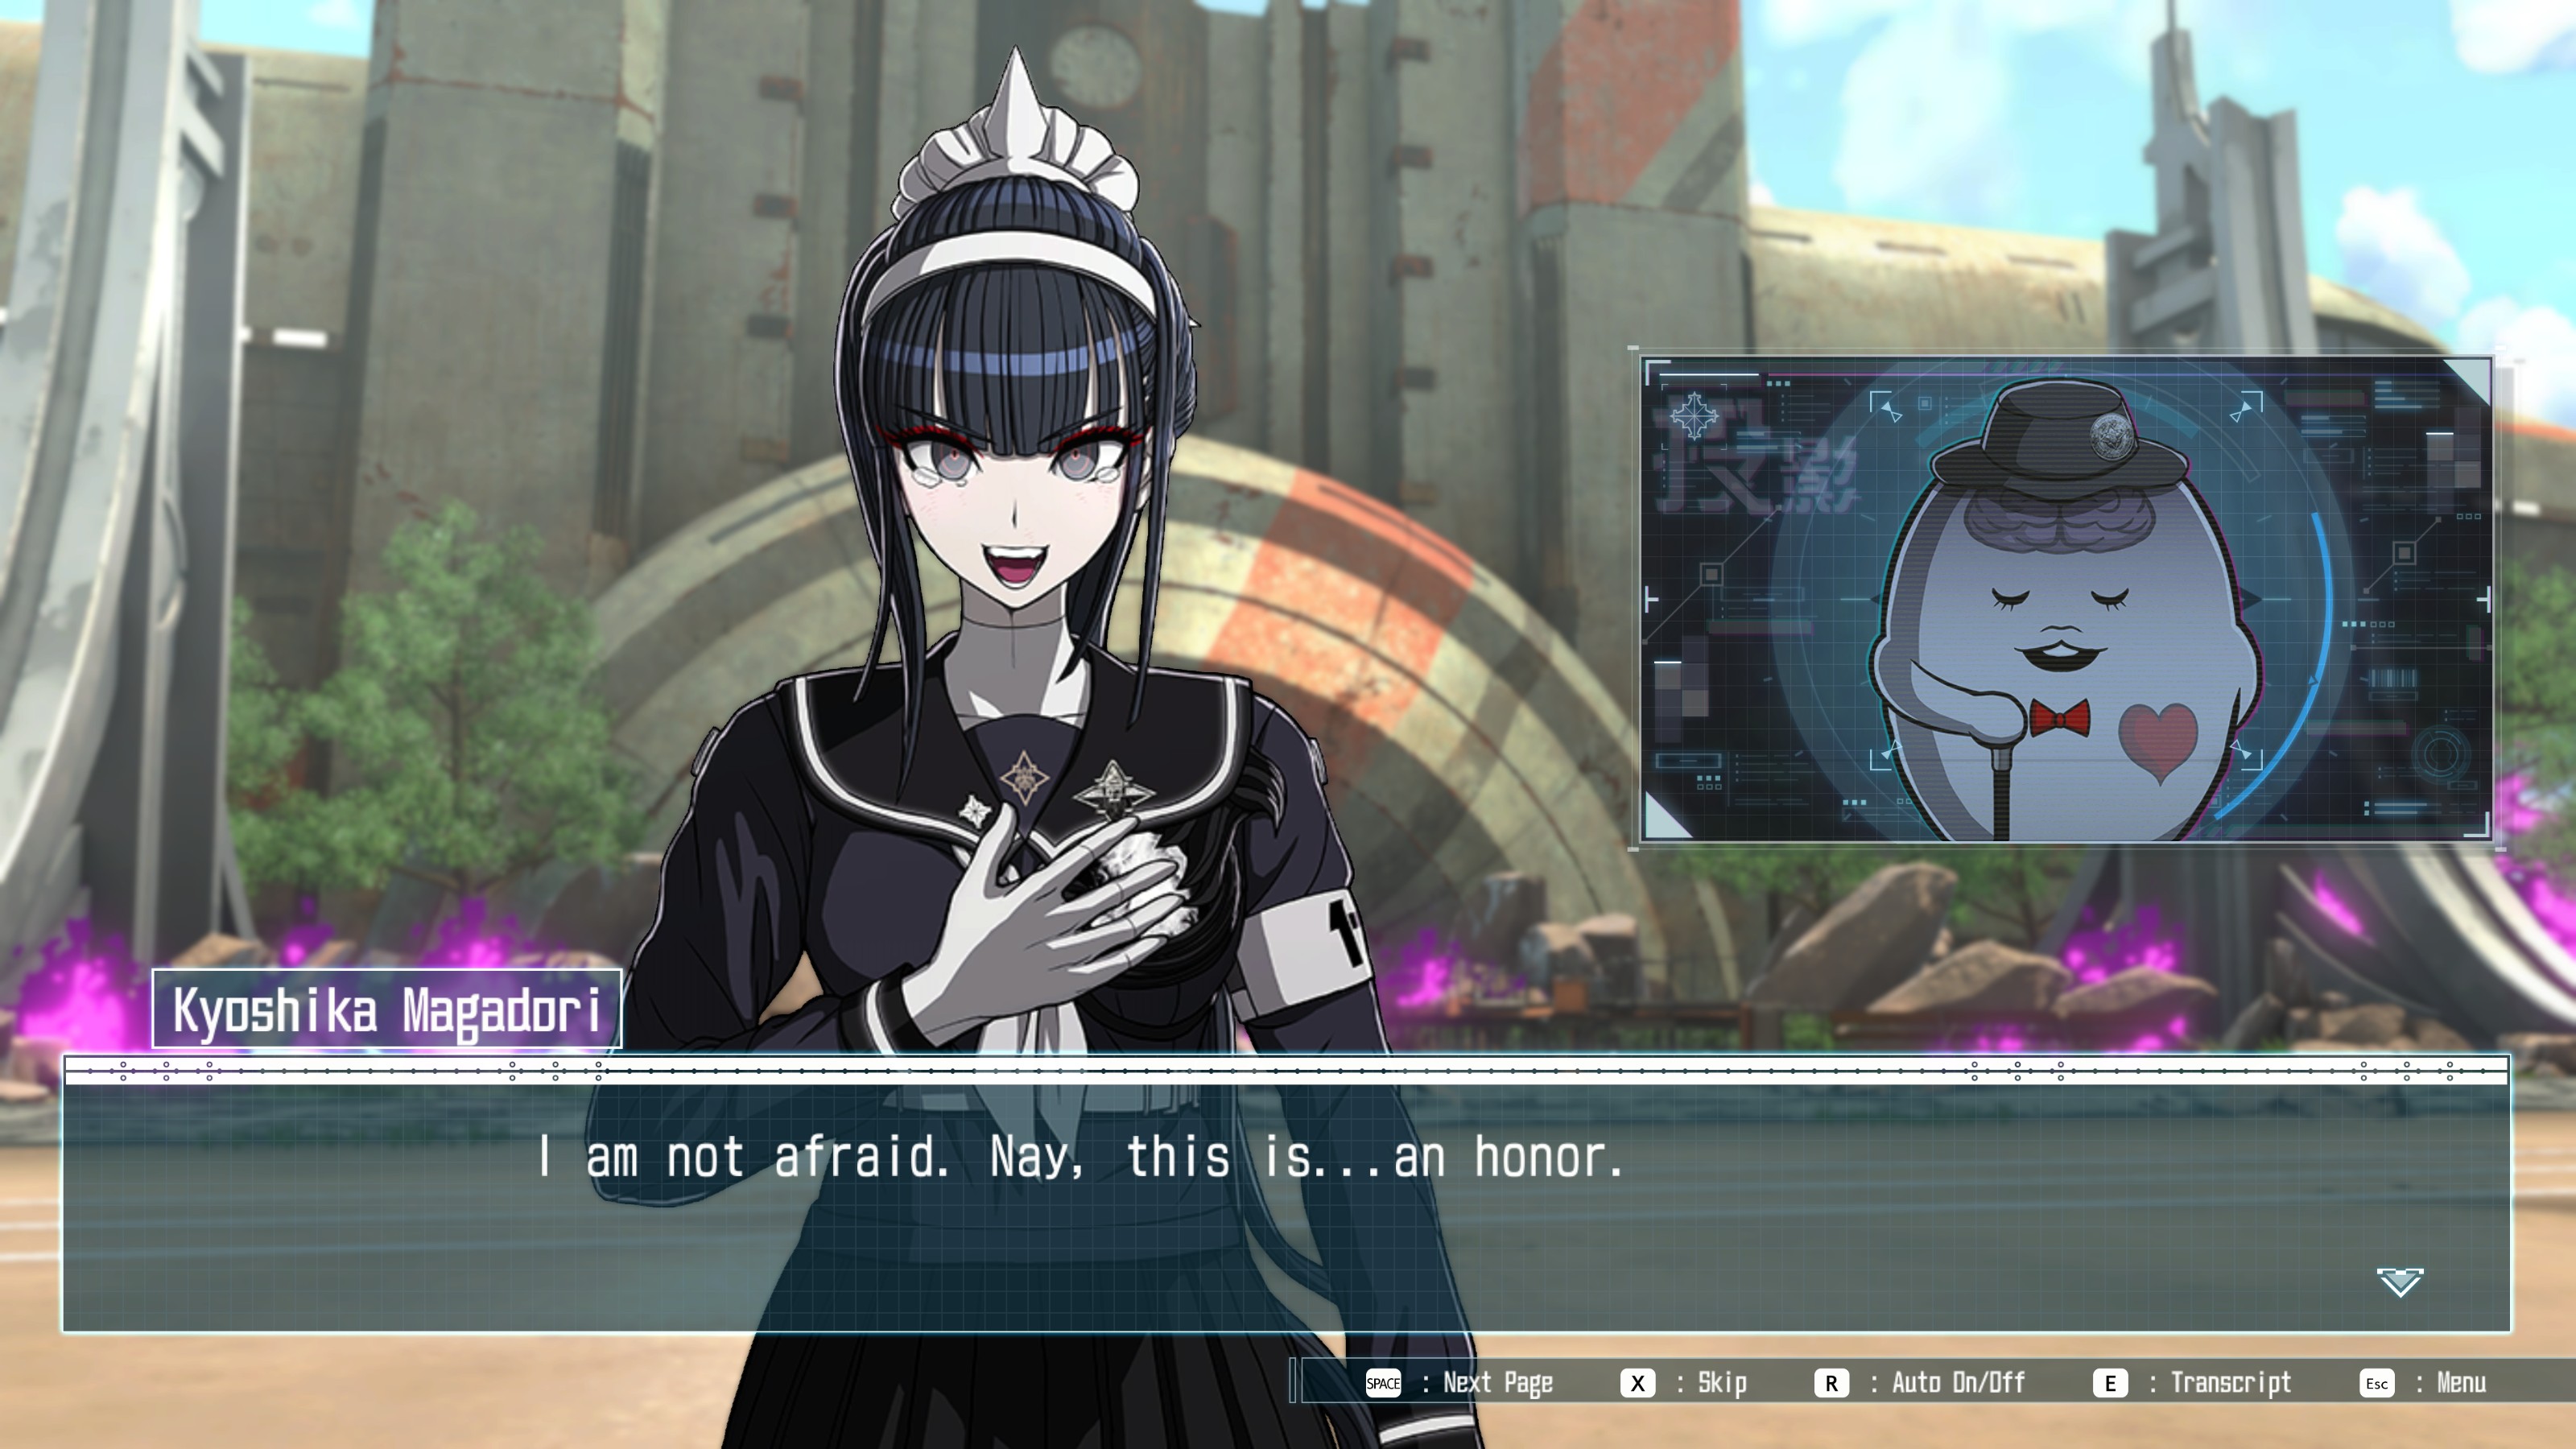 Kyoshika Magadori
I am not afraid. Nay, this is...an honor.
SPACE : Next Page X : Skip R : Auto On/Off E : Transcript Esc : Menu